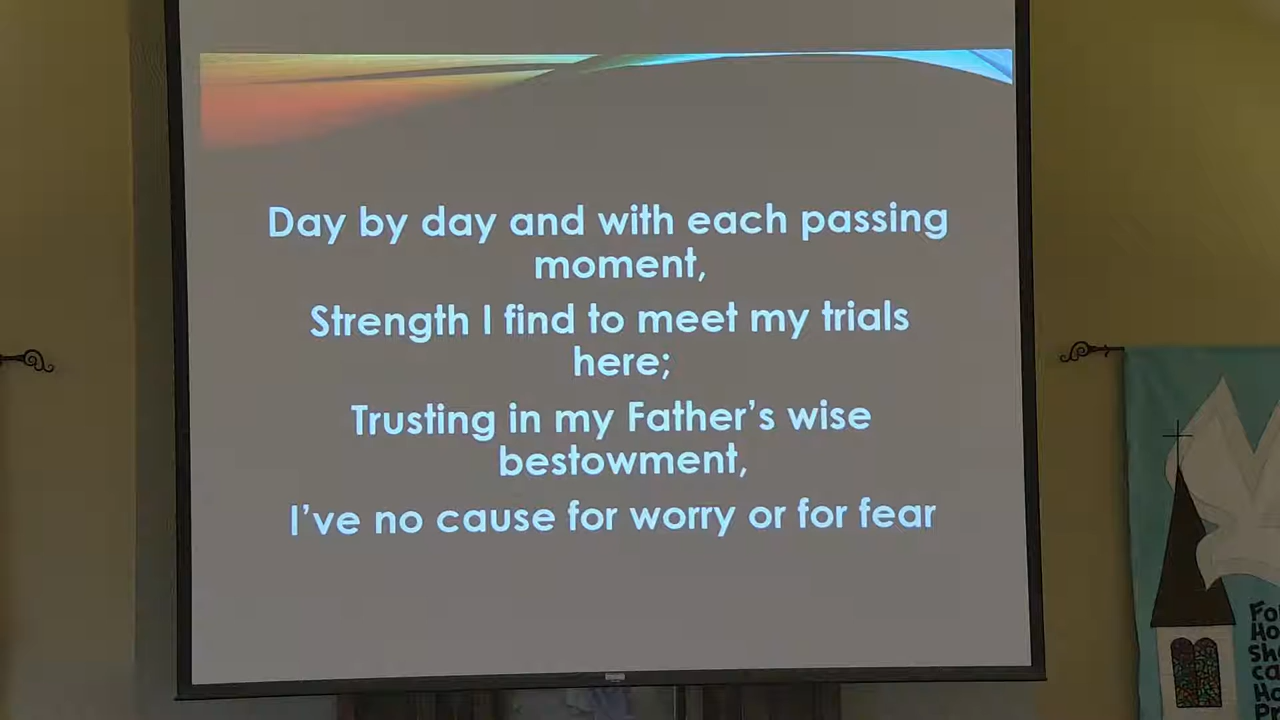 Day by day and with each passing
moment,
Strength I find to meet my trials
here;
Trusting in my Father's wise
bestowment,
I've no cause for worry or for fear